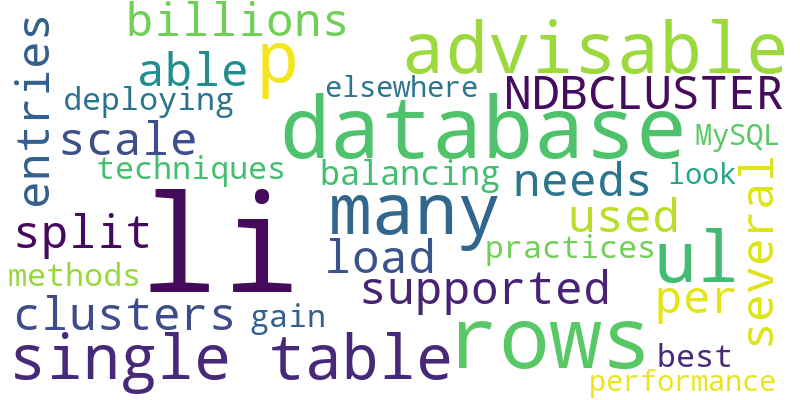 billions
advisable
entries
able
p
elsewhere
NDBCLUSTER
deploying
database
scale
MySQL
techniques
balancing
needs
look
several
li
many
used
split
load
practices
ul
methods
supported
per
clusters
gain
rows
single table
best
performance